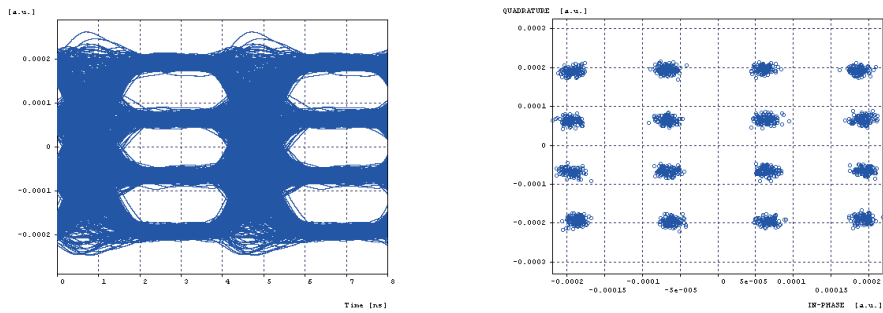 [a.u.]
0.0002
0.0001
0
-0.0001
-0.0002
0 1 2 3 4 5 6 7 8
Time [ns]
QUADRATURE [a.u.]
0.0003
0.0002
0.0001
0
-0.0001
-0.0002
-0.0003
-0.0002 -0.0001 0 0.0001 0.0002
-0.00015 -5e-005 5e-005 0.00015
IN-PHASE [a.u.]